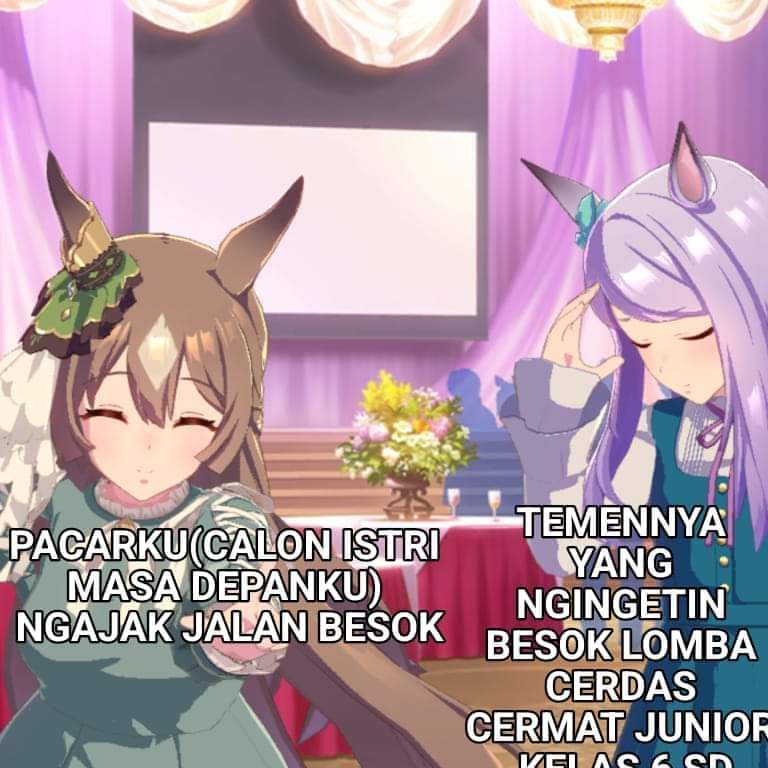 PACARKU(CALON ISTRI
MASA DEPANKU)
NGAJAK JALAN BESOK
TEMENNYA
YANG
NGINGETIN
BESOK LOMBA
CERDAS
CERMAT JUNIOR
KELAS 6 SD